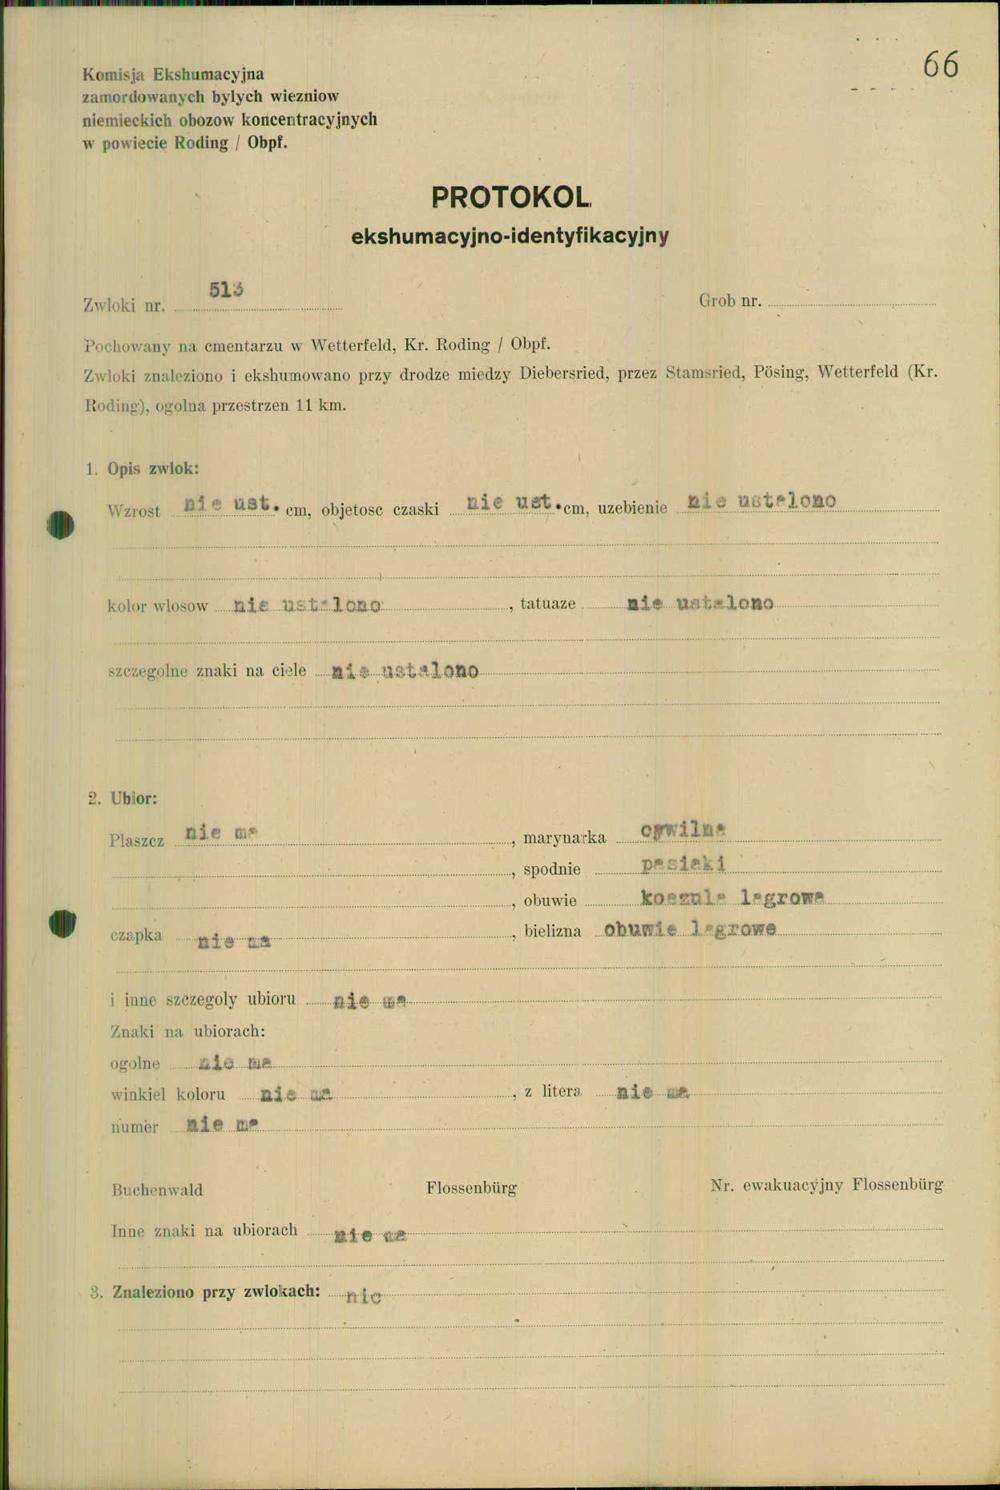 66
Komisja Ekshumacyjna
zamordowanych bylych wiezniow
niemieckich obozow koncentracyjnych
w powiecie Roding / Obpf.
PROTOKOL
ekshumacyjno-identyfikacyjny
Zwloki nr. 513 Grob nr.
Pochowany na cmentarzu w Wetterfeld, Kr. Roding / Obpf.
Zwloki znaleziono i ekshumowano przy drodze miedzy Diebersried, przez Stamsried, Pösing, Wetterfeld (Kr.
Roding), ogolna przestrzen 11 km.
1. Opis zwlok:
Wzrost nie ust. cm, objetosc czaski nie ust. cm, uzebienie nie ustalono
kolor wlosow nie ustalono, tatuaze nie ustalono
szczegolne znaki na ciele nie ustalono
2. Ubior:
Plaszcz nie ma, marynarka cywilna
, spodnie pasiaki
, obuwie koszula lagrowa
czapka nie ma, bielizna obuwie lagrowe
i inne szczegoly ubioru nie ma
Znaki na ubiorach:
ogolne nie ma
winkiel koloru nie ma, z litera nie ma
numer nie ma
Buchenwald Flossenbürg Nr. ewakuacyjny Flossenbürg
Inne znaki na ubiorach nie ma
3. Znaleziono przy zwlokach: nic